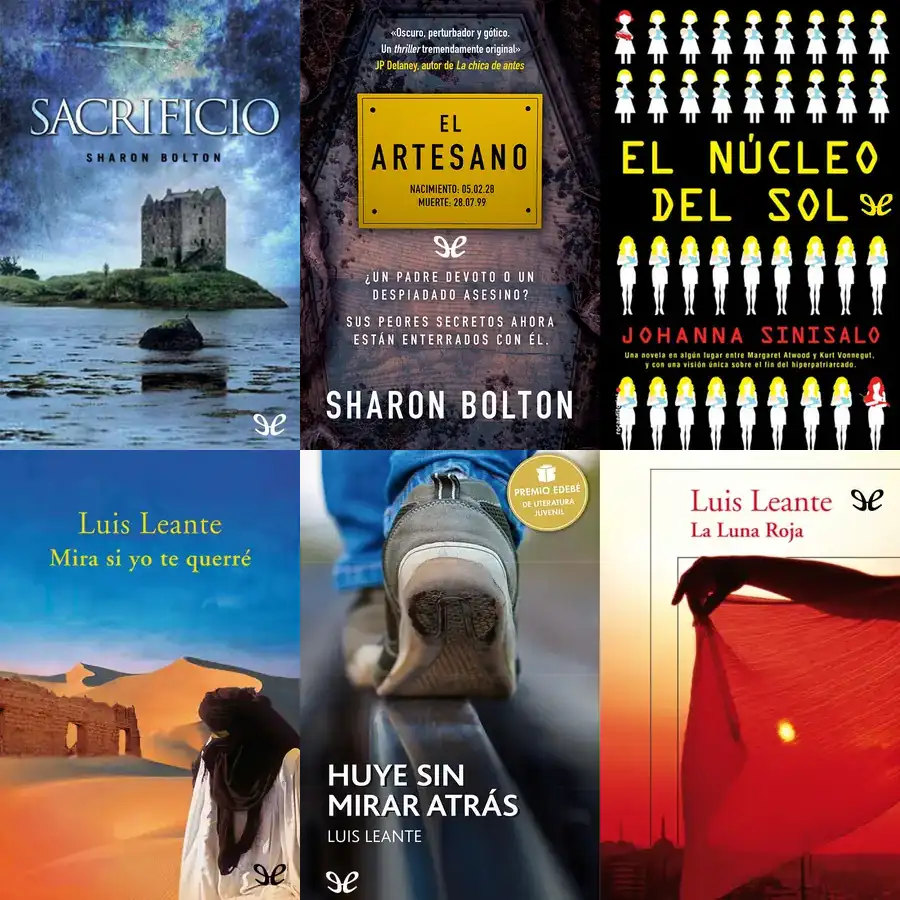 SACRIFICIO
SHARON BOLTON
«Oscuro, perturbador y gótico.
Un thriller tremendamente original»
JP Delaney, autor de La chica de antes
EL
ARTESANO
NACIMIENTO: 05.02.28
MUERTE: 28.07.99
¿UN PADRE DEVOTO O UN
DESPIADADO ASESINO?
SUS PEORES SECRETOS AHORA
ESTÁN ENTERRADOS CON ÉL.
SHARON BOLTON
EL NÚCLEO
DEL SOL
JOHANNA SINISALO
Una novela en algún lugar entre Margaret Atwood y Kurt Vonnegut,
y con una visión única sobre el fin del hiperpatriarcado.
Luis Leante
Mira si yo te querré
PREMIO EDEBÉ
DE LITERATURA
JUVENIL
HUYE SIN
MIRAR ATRÁS
LUIS LEANTE
Luis Leante
La Luna Roja